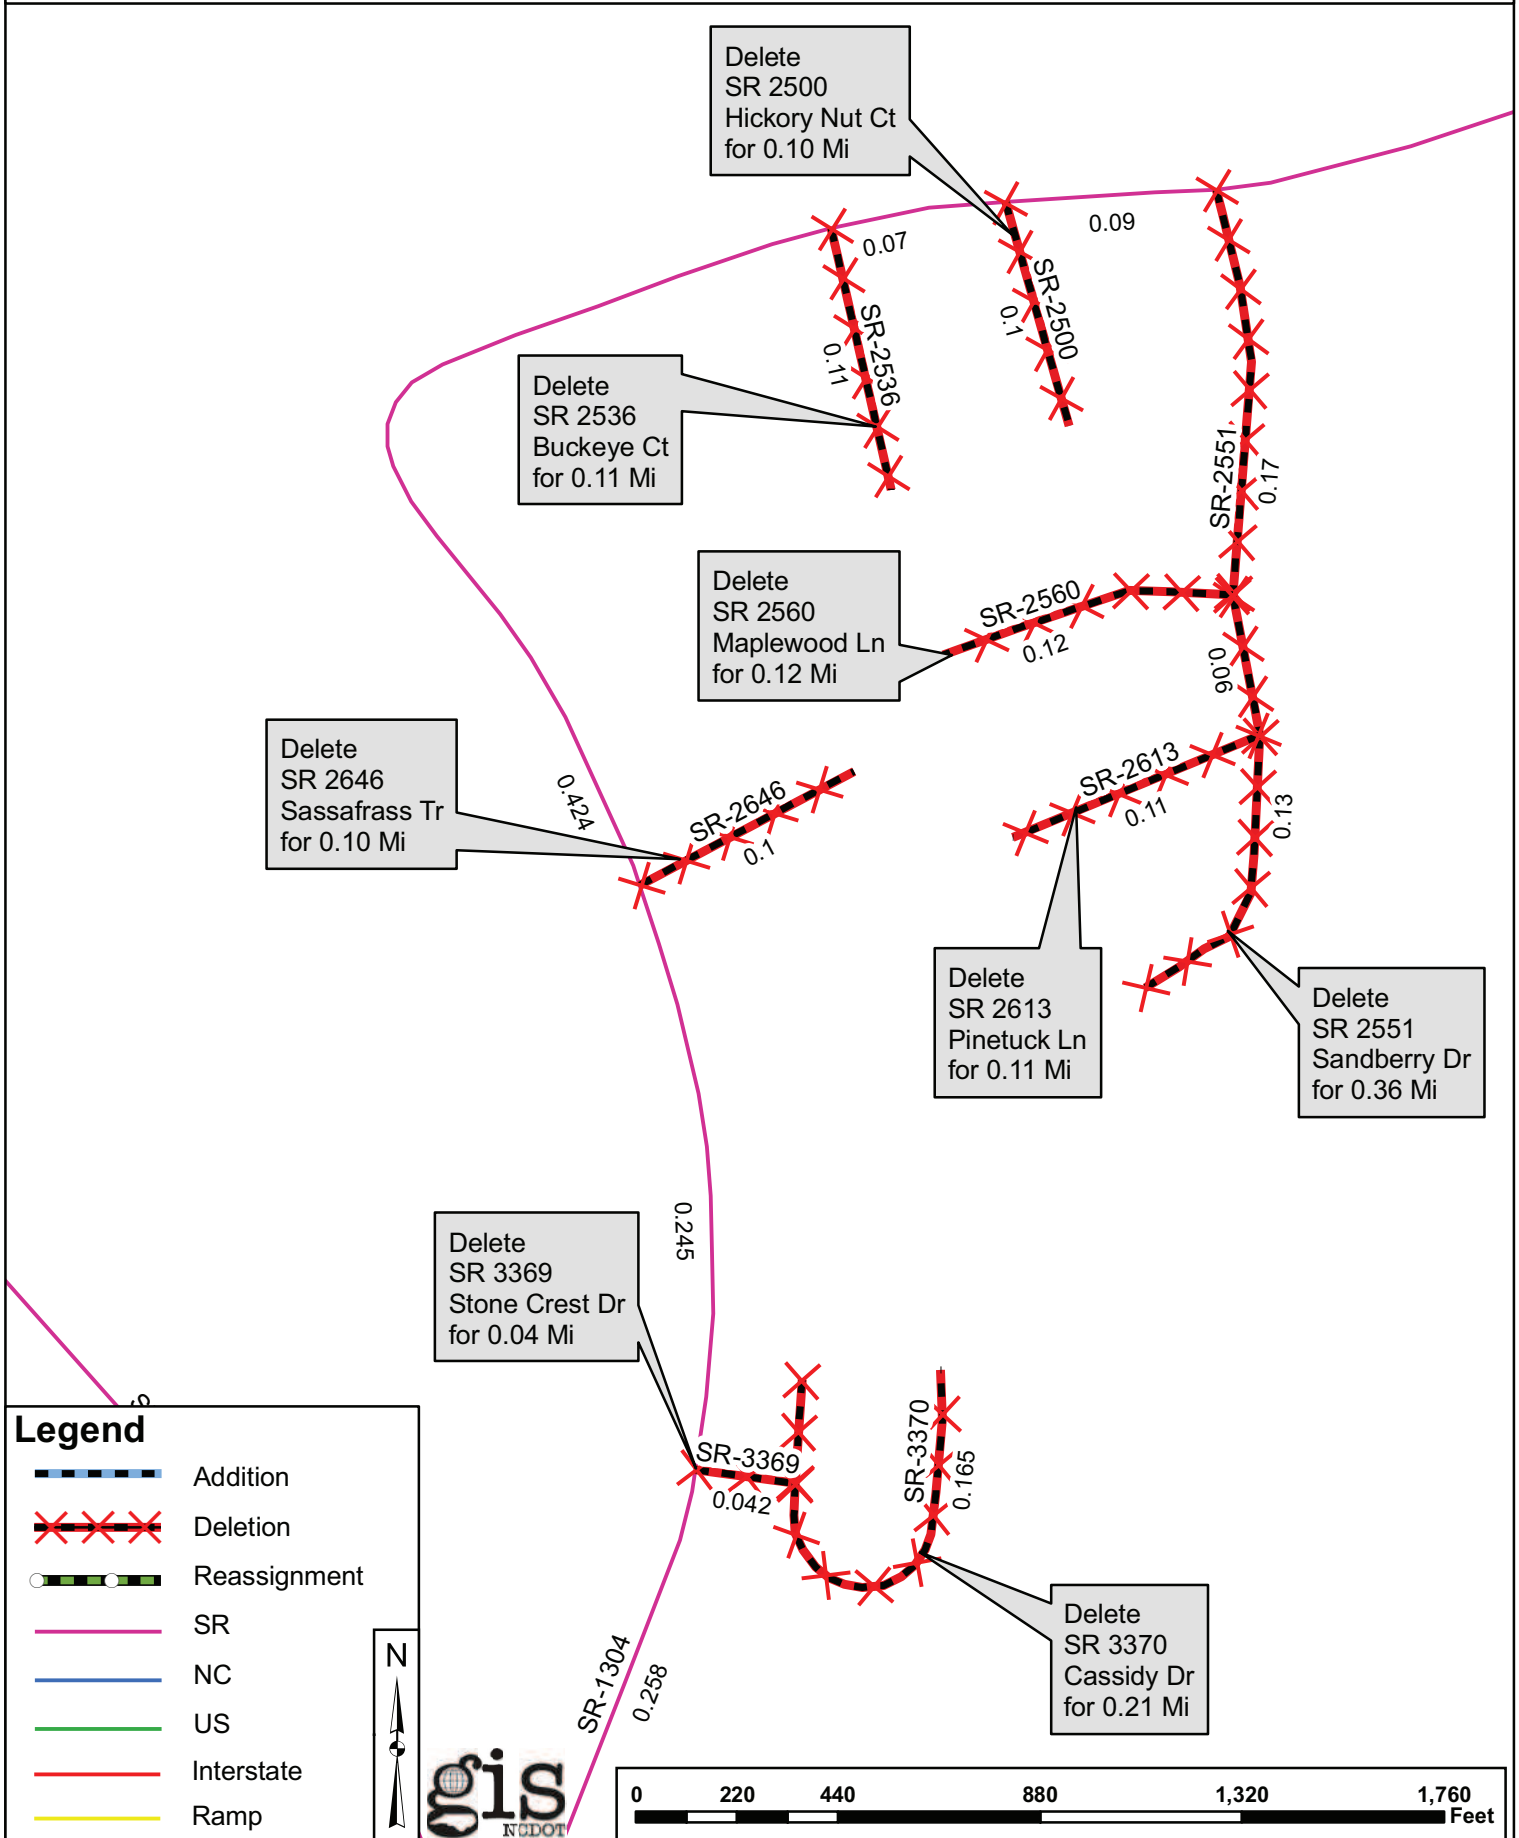 Delete
SR 2500
Hickory Nut Ct
for 0.10 Mi
0.09
0.07
SR-2500
0.1
SR-2536
0.11
Delete
SR 2536
Buckeye Ct
for 0.11 Mi
SR-2551
0.17
Delete
SR 2560
Maplewood Ln
for 0.12 Mi
SR-2560
0.12
0.06
Delete
SR 2646
Sassafrass Tr
for 0.10 Mi
0.424
SR-2646
0.1
SR-2613
0.11
0.13
Delete
SR 2613
Pinetuck Ln
for 0.11 Mi
Delete
SR 2551
Sandberry Dr
for 0.36 Mi
0.245
Delete
SR 3369
Stone Crest Dr
for 0.04 Mi
SR-3369
0.042
SR-3370
0.165
Delete
SR 3370
Cassidy Dr
for 0.21 Mi
SR-1304
0.258
Legend
Addition
Deletion
Reassignment
SR
NC
US
Interstate
Ramp
N
gis
NCDOT
0 220 440 880 1,320 1,760
Feet